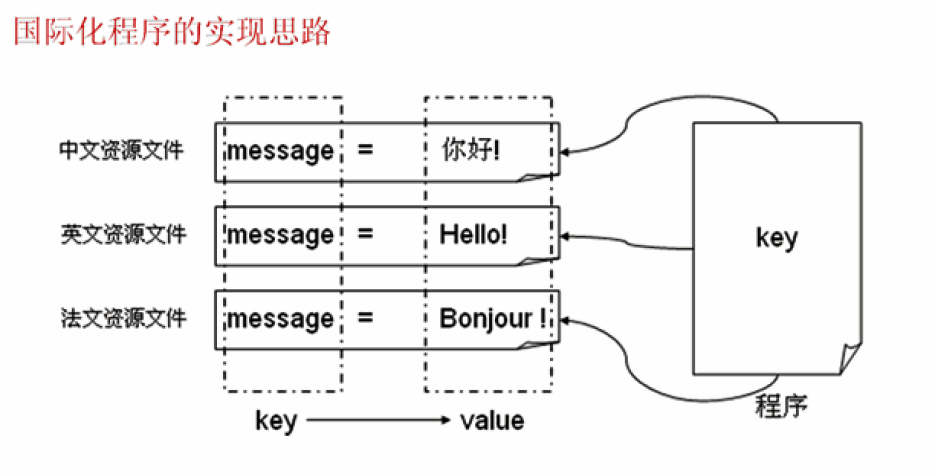 国际化程序的实现思路
中文资源文件 message = 你好!
英文资源文件 message = Hello!
法文资源文件 message = Bonjour !
key
程序
key value